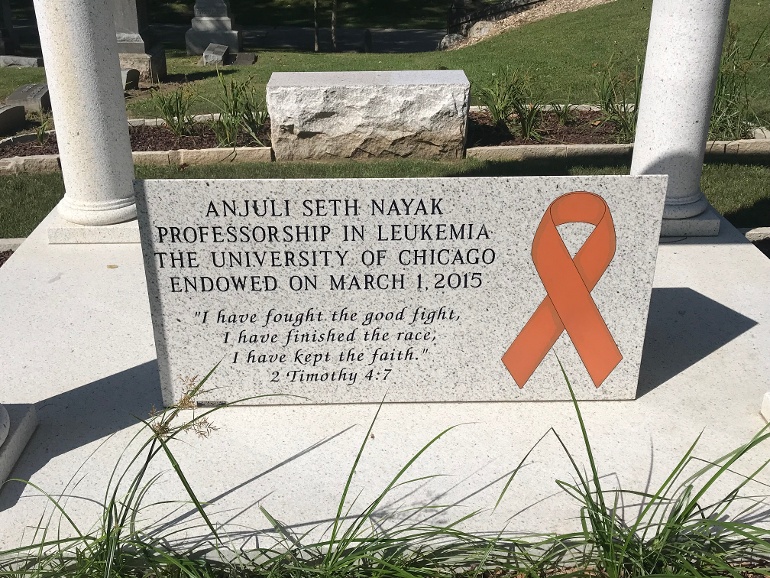 ANJULI SETH NAYAK
PROFESSORSHIP IN LEUKEMIA
THE UNIVERSITY OF CHICAGO
ENDOWED ON MARCH 1, 2015
"I have fought the good fight,
I have finished the race,
I have kept the faith."
2 Timothy 4:7